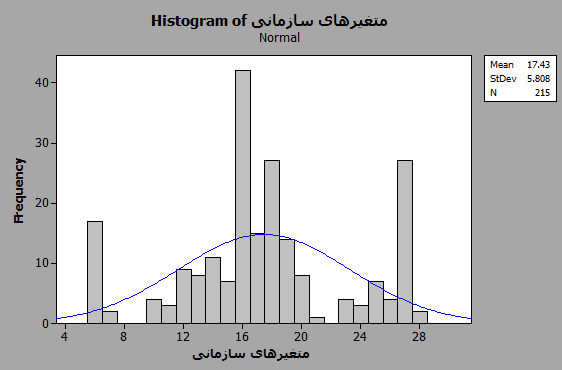 Histogram of متغیرهای سازمانی
Normal
Mean 17.43
StDev 5.808
N 215
Frequency
40
30
20
10
0
4 8 12 16 20 24 28
متغیرهای سازمانی